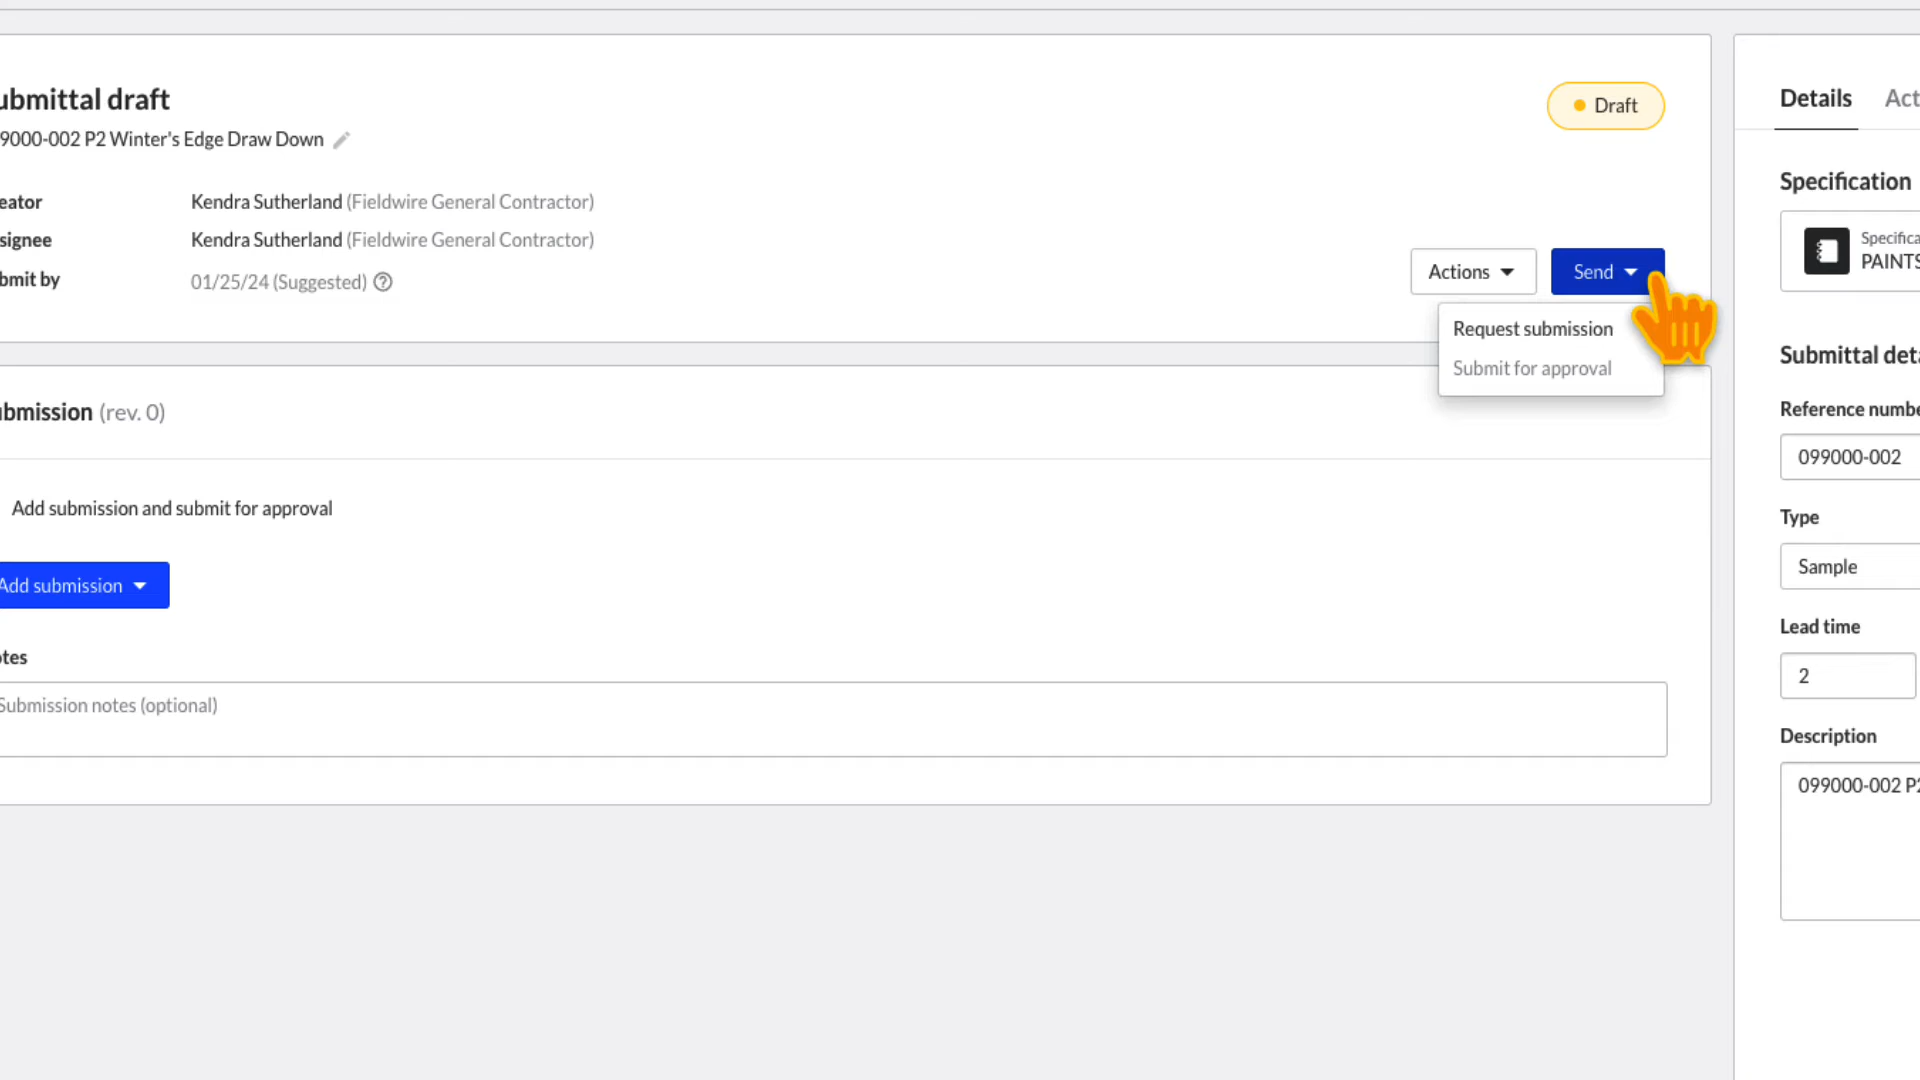 ubmittal draft
Draft
9000-002 P2 Winter's Edge Draw Down
eator
Kendra Sutherland (Fieldwire General Contractor)
signee
Kendra Sutherland (Fieldwire General Contractor)
bmit by
01/25/24 (Suggested)
Actions
Send
Request submission
Submit for approval
bmission (rev. 0)
Add submission and submit for approval
Add submission
otes
Submission notes (optional)
Details
Act
Specification
Specifica
PAINTS
Submittal deta
Reference numbe
099000-002
Type
Sample
Lead time
2
Description
099000-002 P2